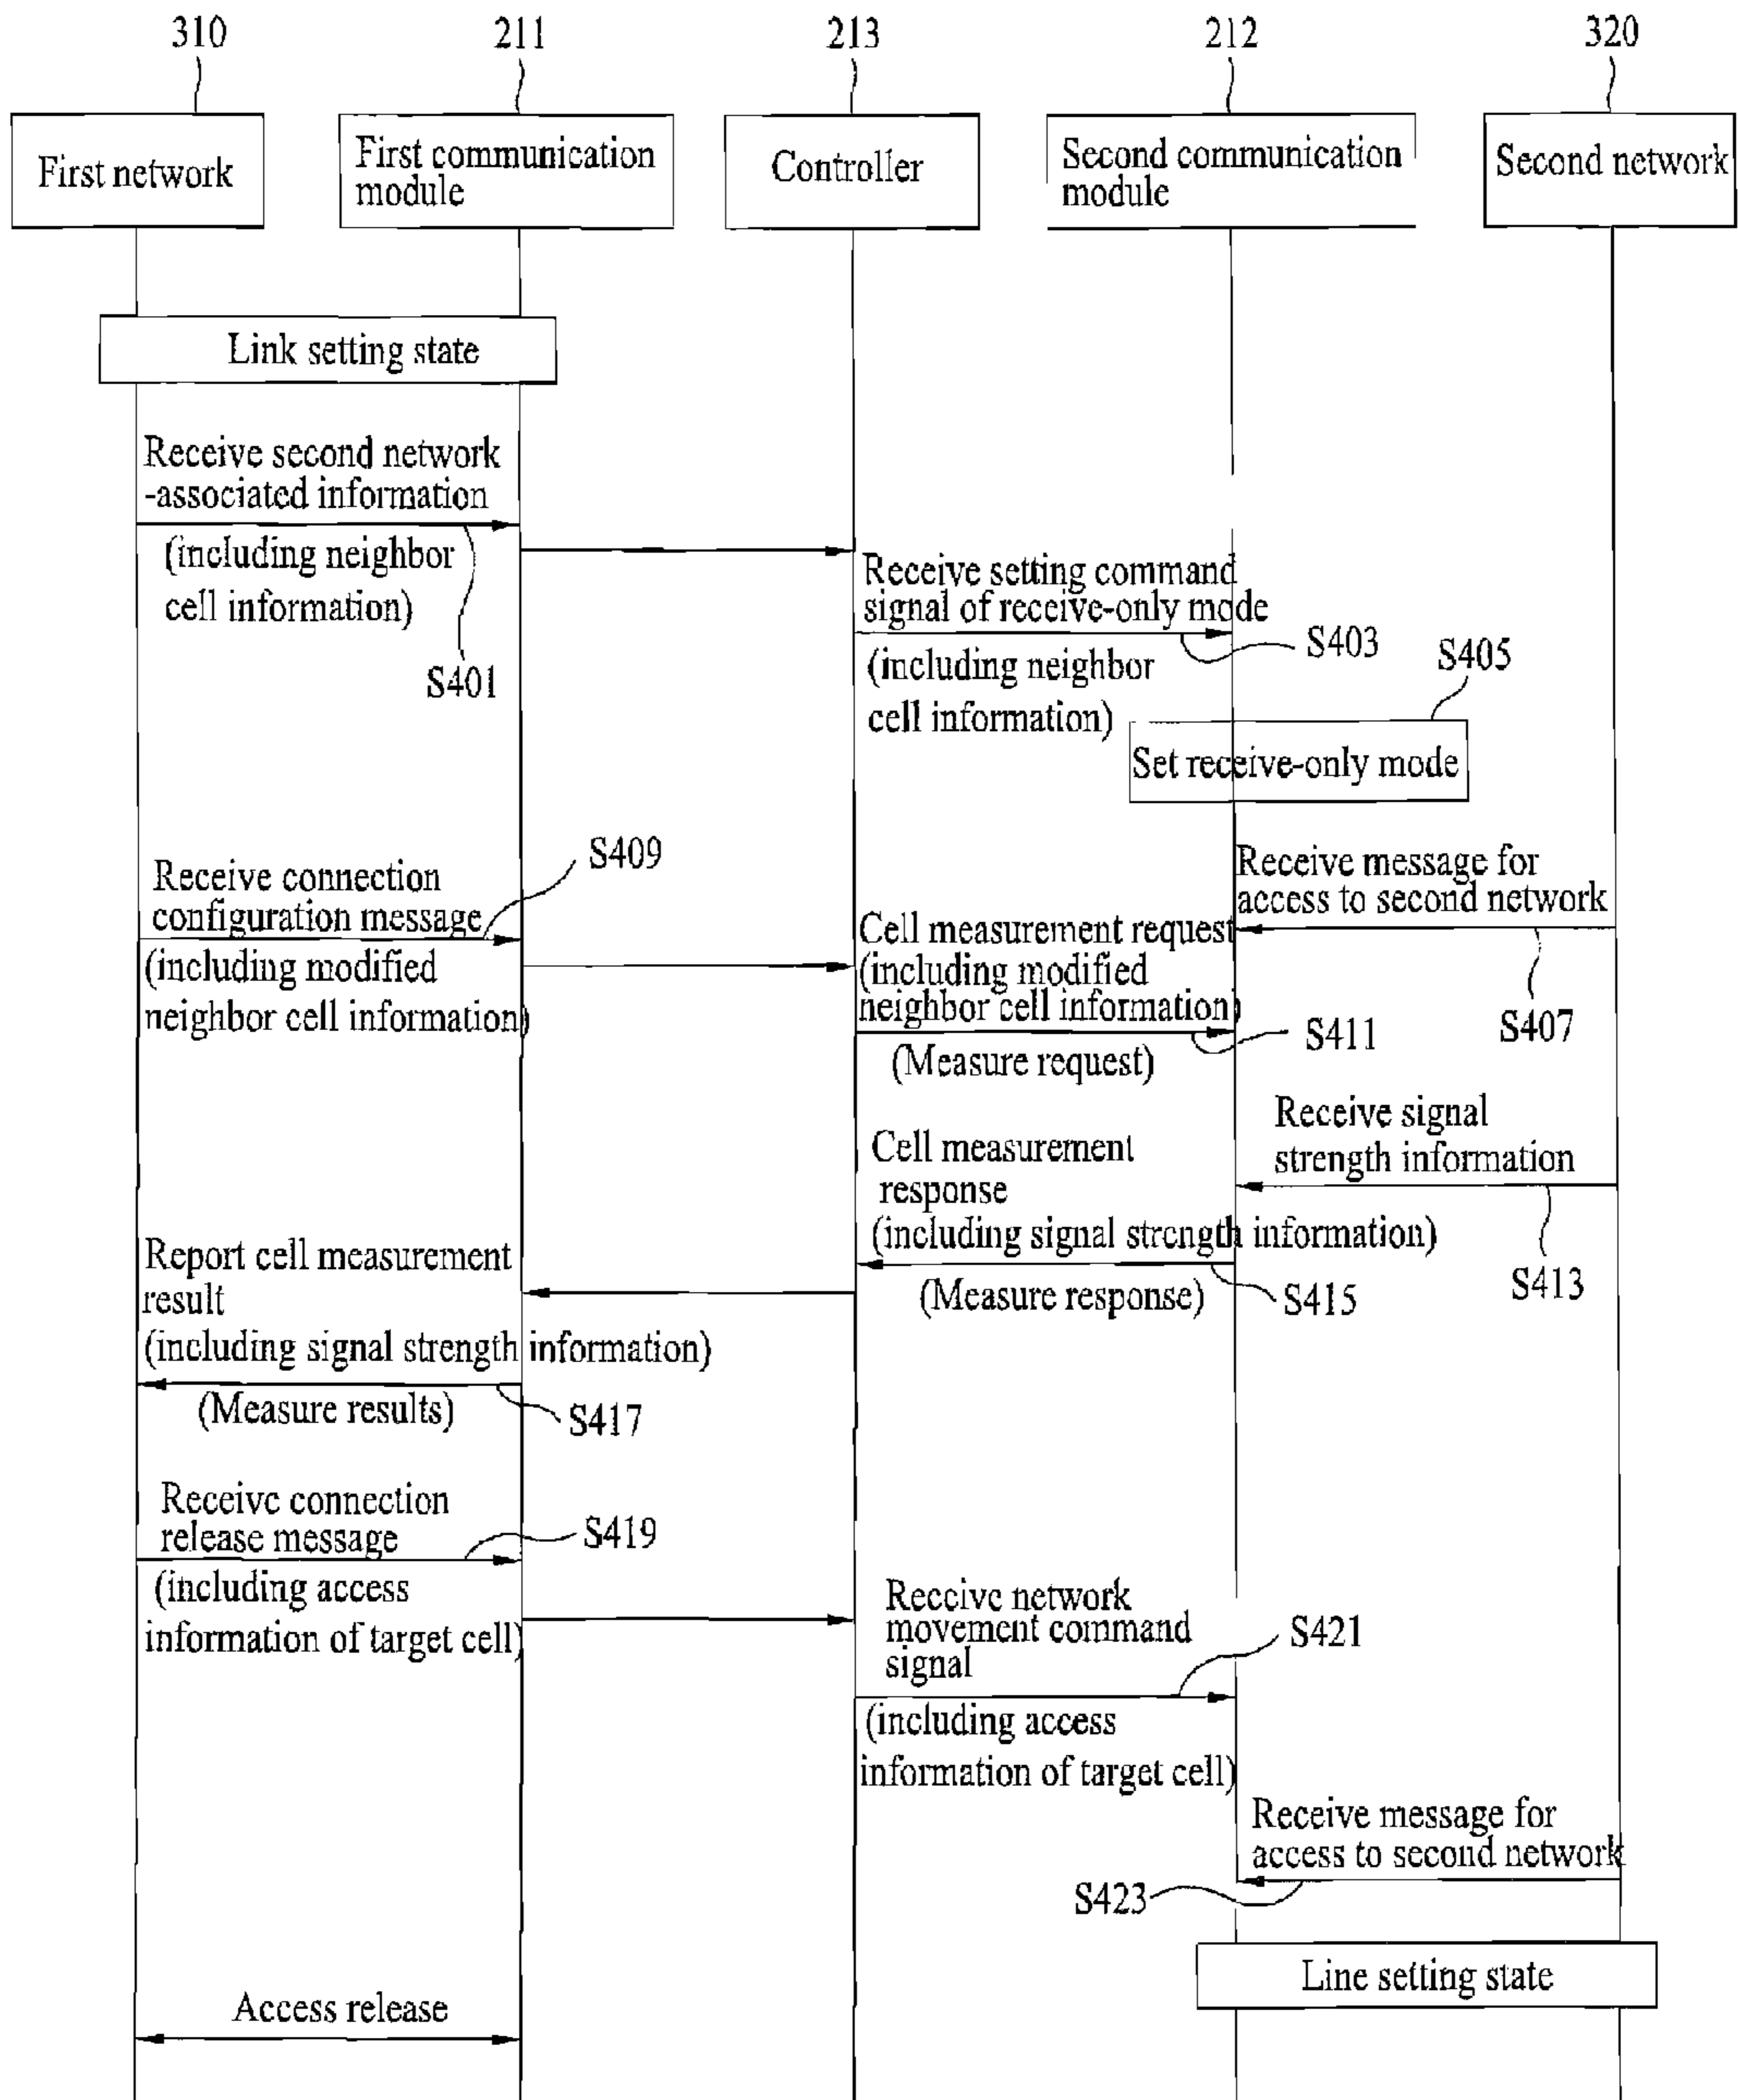 310
211
213
212
320
First network
First communication
module
Controller
Second communication
module
Second network
Link setting state
Receive second network
-associated information
(including neighbor
cell information)
S401
Receive setting command
signal of receive-only mode
S403
(including neighbor
cell information)
S405
Set receive-only mode
Receive message for
access to second network
S407
S409
Receive connection
configuration message
(including modified
neighbor cell information)
Cell measurement request
(including modified
neighbor cell information)
S411
(Measure request)
Receive signal
strength information
S413
Cell measurement
response
(including signal strength information)
(Measure response)
S415
Report cell measurement
result
(including signal strength information)
(Measure results)
S417
Receive connection
release message
S419
(including access
information of target cell)
Receive network
movement command
signal
S421
(including access
information of target cell)
Receive message for
access to second network
S423
Line setting state
Access release